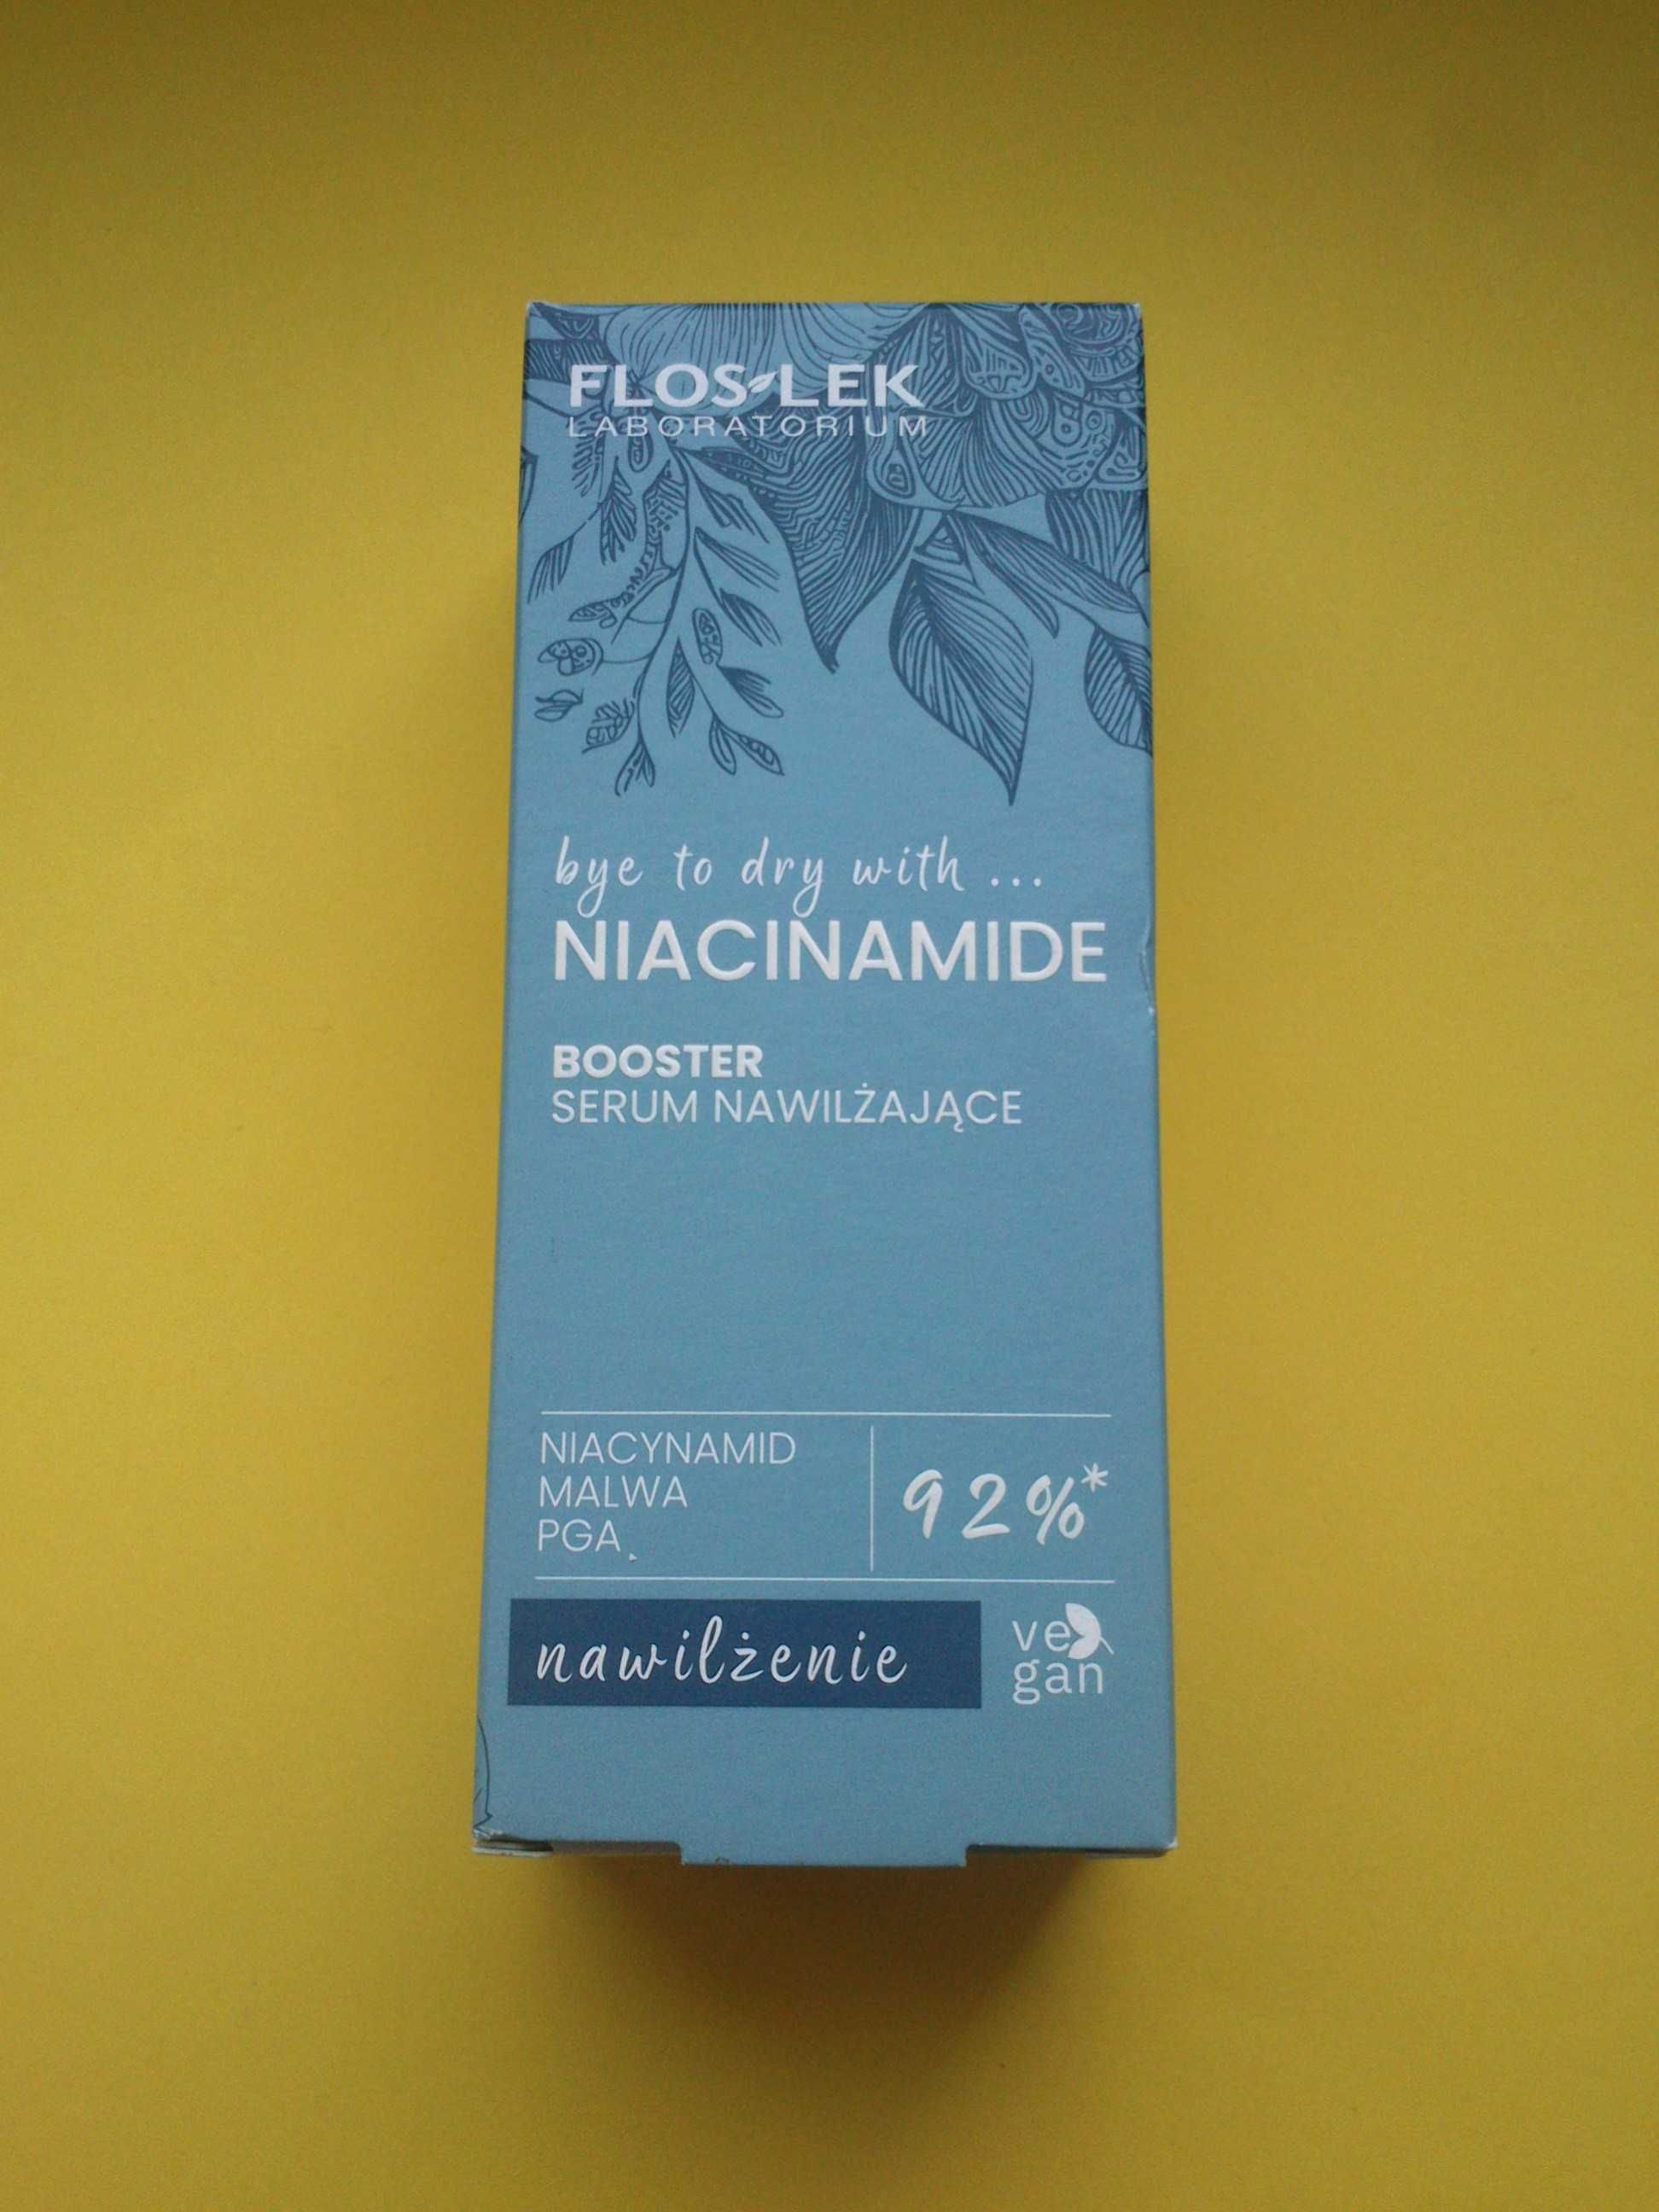 FLOS-LEK
LABORATORIUM
bye to dry with ...
NIACINAMIDE
BOOSTER
SERUM NAWILŻAJĄCE
NIACYNAMID
MALWA
PGA
92%*
nawilżenie
ve
gan